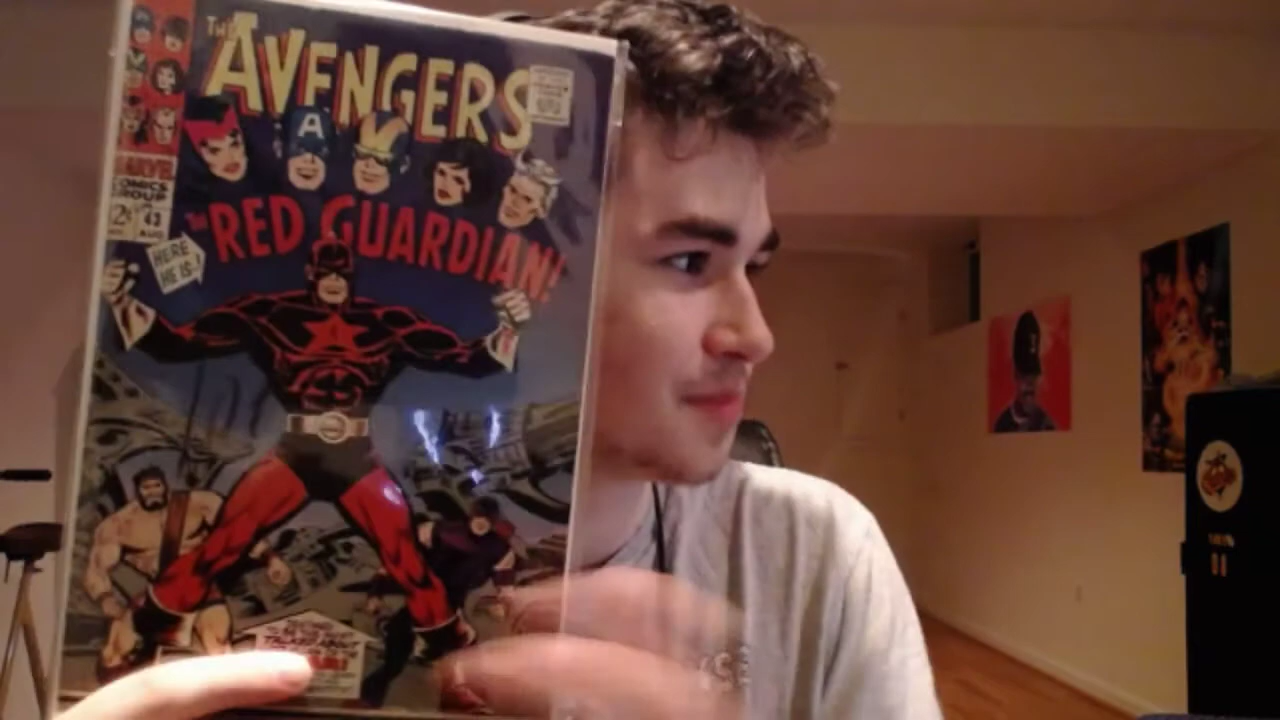 THE
AVENGERS
A
MARVEL
COMICS
GROUP
12¢
43
AUG
THE RED GUARDIAN!
HERE
HE IS..!